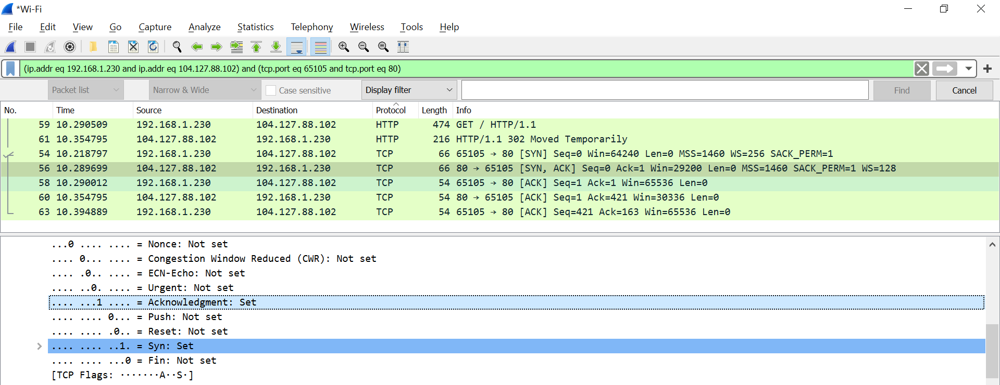 *Wi-Fi
File Edit View Go Capture Analyze Statistics Telephony Wireless Tools Help
(ip.addr eq 192.168.1.230 and ip.addr eq 104.127.88.102) and (tcp.port eq 65105 and tcp.port eq 80)
Packet list Narrow & Wide Case sensitive Display filter Find Cancel
No. Time Source Destination Protocol Length Info
59 10.290509 192.168.1.230 104.127.88.102 HTTP 474 GET / HTTP/1.1
61 10.354795 104.127.88.102 192.168.1.230 HTTP 216 HTTP/1.1 302 Moved Temporarily
54 10.218797 192.168.1.230 104.127.88.102 TCP 66 65105 → 80 [SYN] Seq=0 Win=64240 Len=0 MSS=1460 WS=256 SACK_PERM=1
56 10.289699 104.127.88.102 192.168.1.230 TCP 66 80 → 65105 [SYN, ACK] Seq=0 Ack=1 Win=29200 Len=0 MSS=1460 SACK_PERM=1 WS=128
58 10.290012 192.168.1.230 104.127.88.102 TCP 54 65105 → 80 [ACK] Seq=1 Ack=1 Win=65536 Len=0
60 10.354795 104.127.88.102 192.168.1.230 TCP 54 80 → 65105 [ACK] Seq=1 Ack=421 Win=30336 Len=0
63 10.394889 192.168.1.230 104.127.88.102 TCP 54 65105 → 80 [ACK] Seq=421 Ack=163 Win=65536 Len=0
...0 .... .... = Nonce: Not set
.... 0... .... = Congestion Window Reduced (CWR): Not set
.... .0.. .... = ECN-Echo: Not set
.... ..0. .... = Urgent: Not set
.... ...1 .... = Acknowledgment: Set
.... .... 0... = Push: Not set
.... .... .0.. = Reset: Not set
.... .... ..1. = Syn: Set
.... .... ...0 = Fin: Not set
[TCP Flags: ·······A··S·]